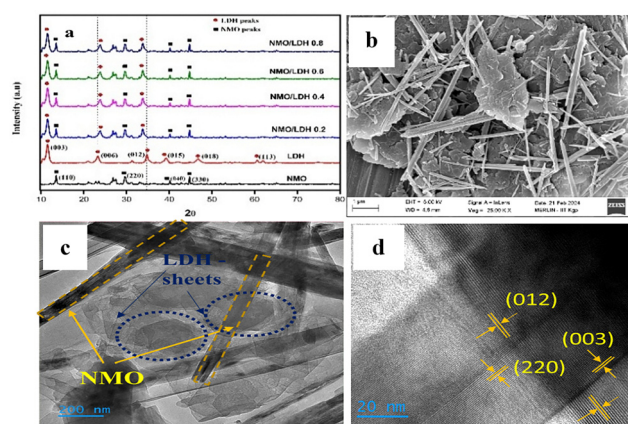 a
LDH peaks
NMO peaks
NMO/LDH 0.8
NMO/LDH 0.6
NMO/LDH 0.4
NMO/LDH 0.2
(003)
(006)
(012)
(015)
(018)
(113)
LDH
(110)
(220)
(330)
NMO
Intensity (a.u)
10 20 30 40 50 60 70 80
2θ
b
1 µm
EHT = 5.00 kV
Signal A = InLens
Date: 21 Feb 2024
WD = 4.8 mm
Mag = 25.00 K X
MERLIN - IIT Kgp
ZEISS
c
LDH -
sheets
NMO
200 nm
d
(012)
(003)
(220)
20 nm